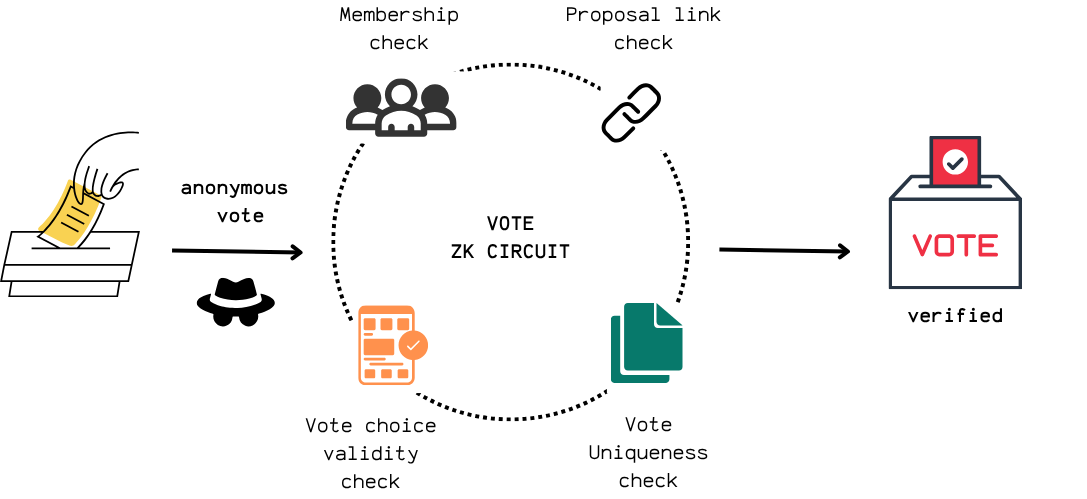 Membership
check
Proposal link
check
anonymous
vote
VOTE
ZK CIRCUIT
VOTE
verified
Vote choice
validity
check
Vote
Uniqueness
check